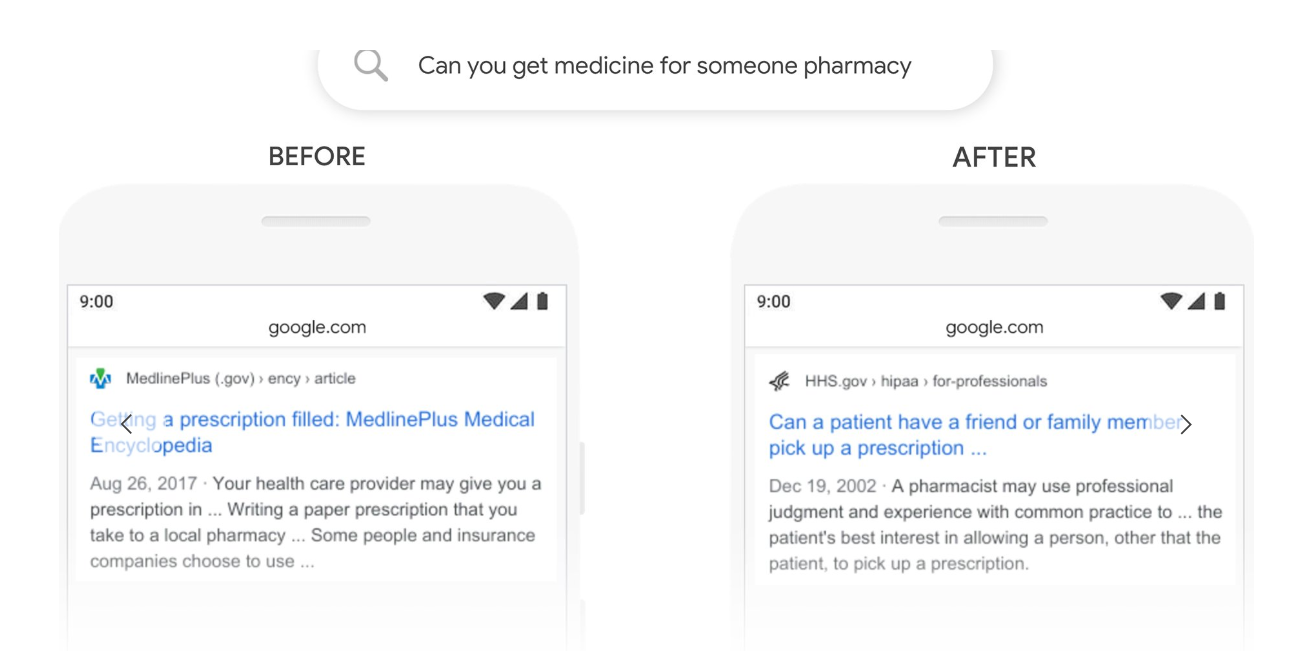 Can you get medicine for someone pharmacy
BEFORE
9:00
google.com
MedlinePlus (.gov) › ency › article
Getting a prescription filled: MedlinePlus Medical
Encyclopedia
Aug 26, 2017 · Your health care provider may give you a
prescription in ... Writing a paper prescription that you
take to a local pharmacy ... Some people and insurance
companies choose to use ...
AFTER
9:00
google.com
HHS.gov › hipaa › for-professionals
Can a patient have a friend or family member
pick up a prescription ...
Dec 19, 2002 · A pharmacist may use professional
judgment and experience with common practice to ... the
patient's best interest in allowing a person, other that the
patient, to pick up a prescription.